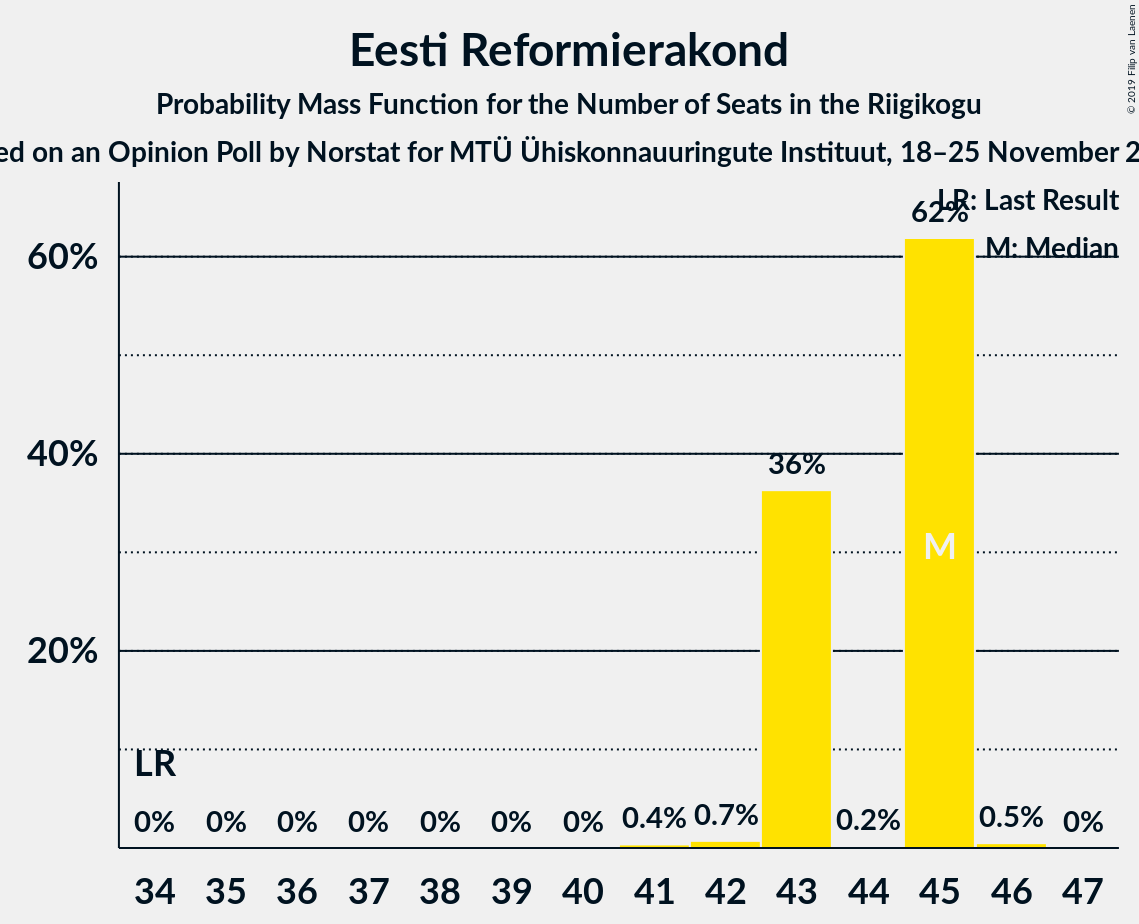 Eesti Reformierakond
Probability Mass Function for the Number of Seats in the Riigikogu
on an Opinion Poll by Norstat for MTÜ Ühiskonnauuringute Instituut, 18–25 November
© 2019 Filip van Laenen
LR: Last Result
M: Median
60%
40%
20%
62%
36%
M
LR
0% 0% 0% 0% 0% 0% 0% 0.4% 0.7% 0.2% 0.5% 0%
34 35 36 37 38 39 40 41 42 43 44 45 46 47